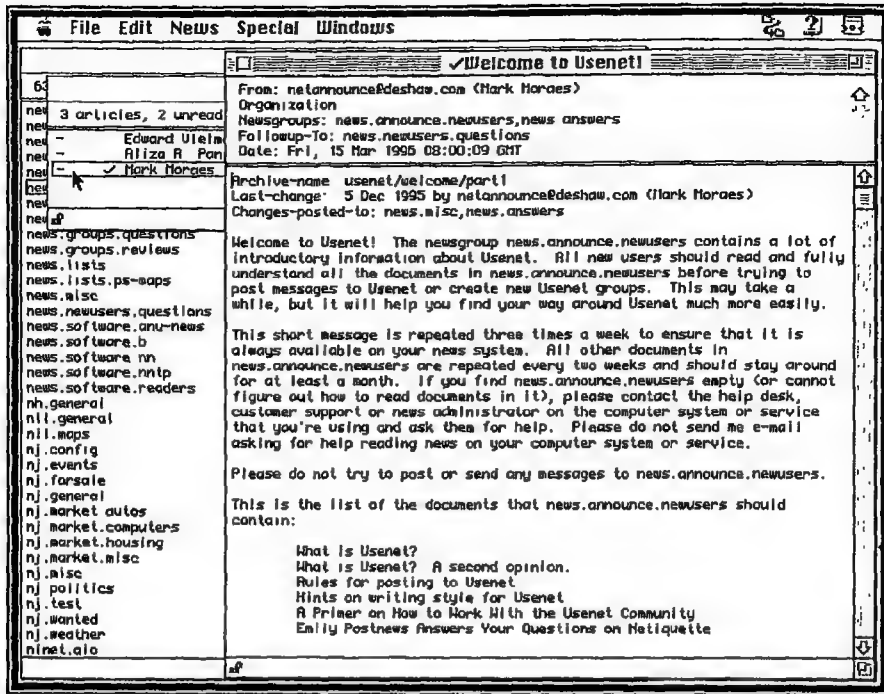 File Edit News Special Windows
✓Welcome to Usenet!
From: netannounce@deshaw.com (Mark Moraes)
Organization
Newsgroups: news.announce.newusers,news answers
Followup-To: news.newusers.questions
Date: Fri, 15 Mar 1995 08:00:09 GMT
3 articles, 2 unread
- Edward
- Aliza R Pan
- ✓ Mark Moraes
news.groups.questions
news.groups.reviews
news.lists
news.lists.ps-maps
news.misc
news.newusers.questions
news.software.anu-news
news.software.b
news.software nn
news.software.nntp
news.software.readers
nh.general
nii.general
nii.maps
nj.config
nj.events
nj.forsale
nj.general
nj.market autos
nj market.computers
nj.market.housing
nj.market.misc
nj.misc
nj politics
nj.test
nj.wanted
nj.weather
Archive-name usenet/welcome/part1
Last-change: 5 Dec 1995 by netannounce@deshaw.com (Mark Moraes)
Changes-posted-to: news.misc,news.answers
Welcome to Usenet! The newsgroup news.announce.newusers contains a lot of
introductory information about Usenet. All new users should read and fully
understand all the documents in news.announce.newusers before trying to
post messages to Usenet or create new Usenet groups. This may take a
while, but it will help you find your way around Usenet much more easily.
This short message is repeated three times a week to ensure that it is
always available on your news system. All other documents in
news.announce.newusers are repeated every two weeks and should stay around
for at least a month. If you find news.announce.newusers empty (or cannot
figure out how to read documents in it), please contact the help desk,
customer support or news administrator on the computer system or service
that you're using and ask them for help. Please do not send me e-mail
asking for help reading news on your computer system or service.
Please do not try to post or send any messages to news.announce.newusers.
This is the list of the documents that news.announce.newusers should
contain:
What is Usenet?
What is Usenet? A second opinion.
Rules for posting to Usenet
Hints on writing style for Usenet
A Primer on How to Work With the Usenet Community
Emily Postnews Answers Your Questions on Netiquette